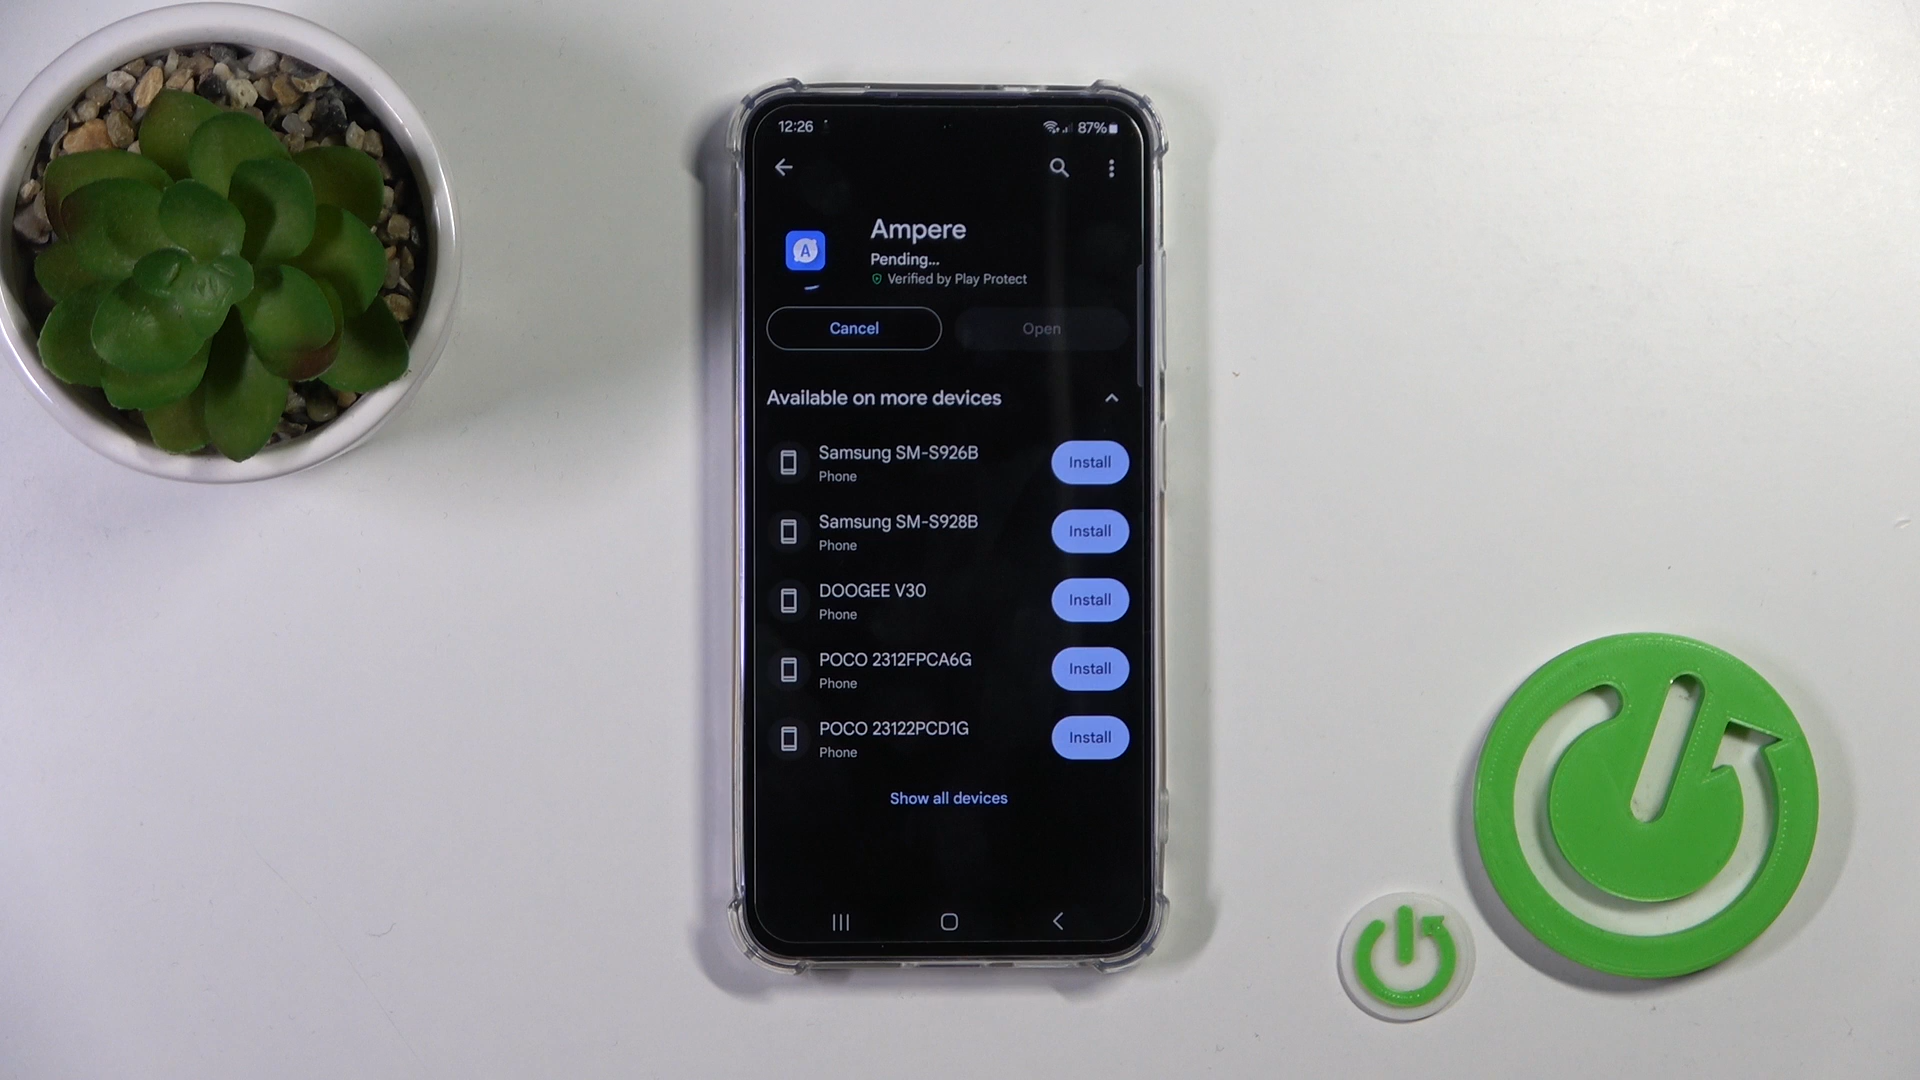 12:26
87%
Ampere
A
Pending...
Verified by Play Protect
Cancel
Open
Available on more devices
Samsung SM-S926B
Phone
Install
Samsung SM-S928B
Phone
Install
DOOGEE V30
Phone
Install
POCO 2312FPCA6G
Phone
Install
POCO 23122PCD1G
Phone
Install
Show all devices